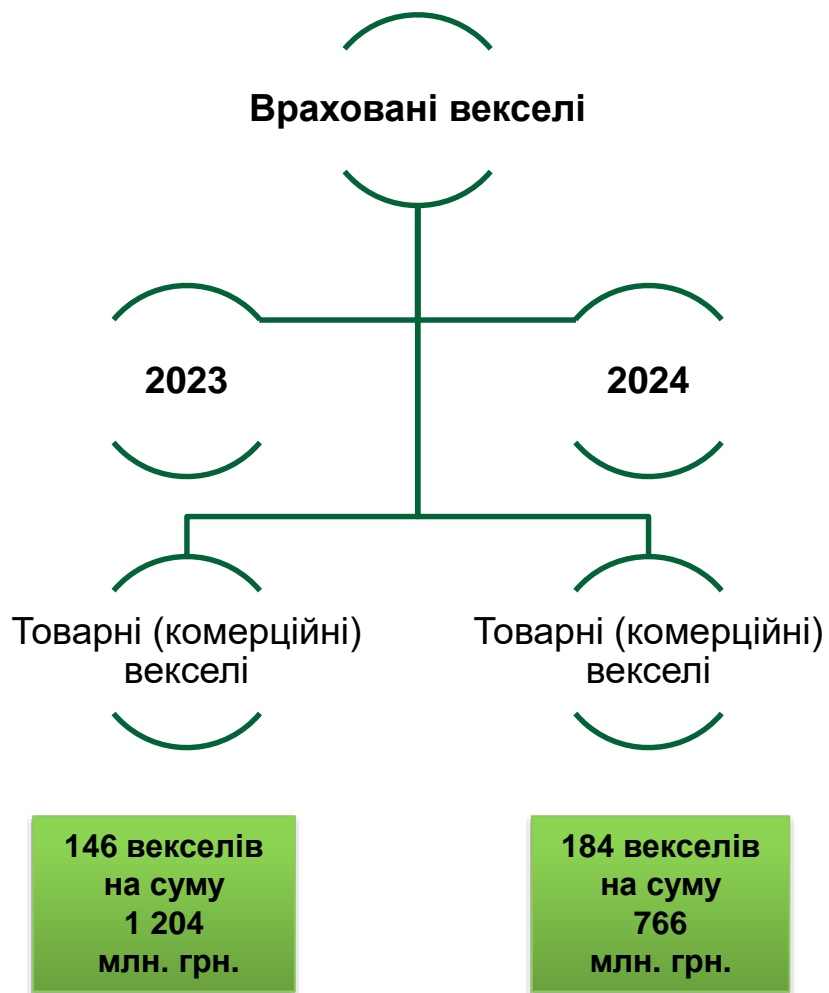 Враховані векселі
2023
2024
Товарні (комерційні)
векселі
Товарні (комерційні)
векселі
146 векселів
на суму
1 204
млн. грн.
184 векселів
на суму
766
млн. грн.